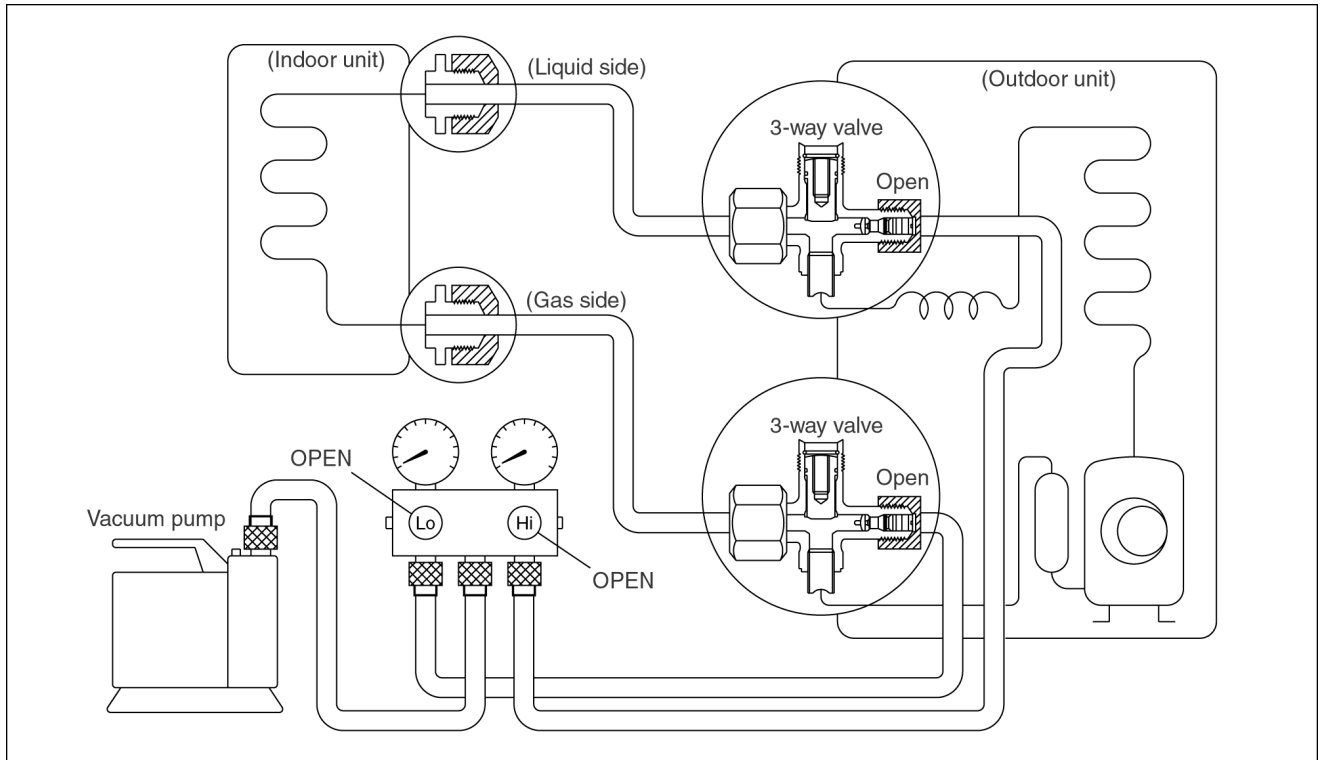 (Indoor unit)
(Liquid side)
(Outdoor unit)
3-way valve
Open
(Gas side)
3-way valve
OPEN
Open
Vacuum pump
Lo
Hi
OPEN